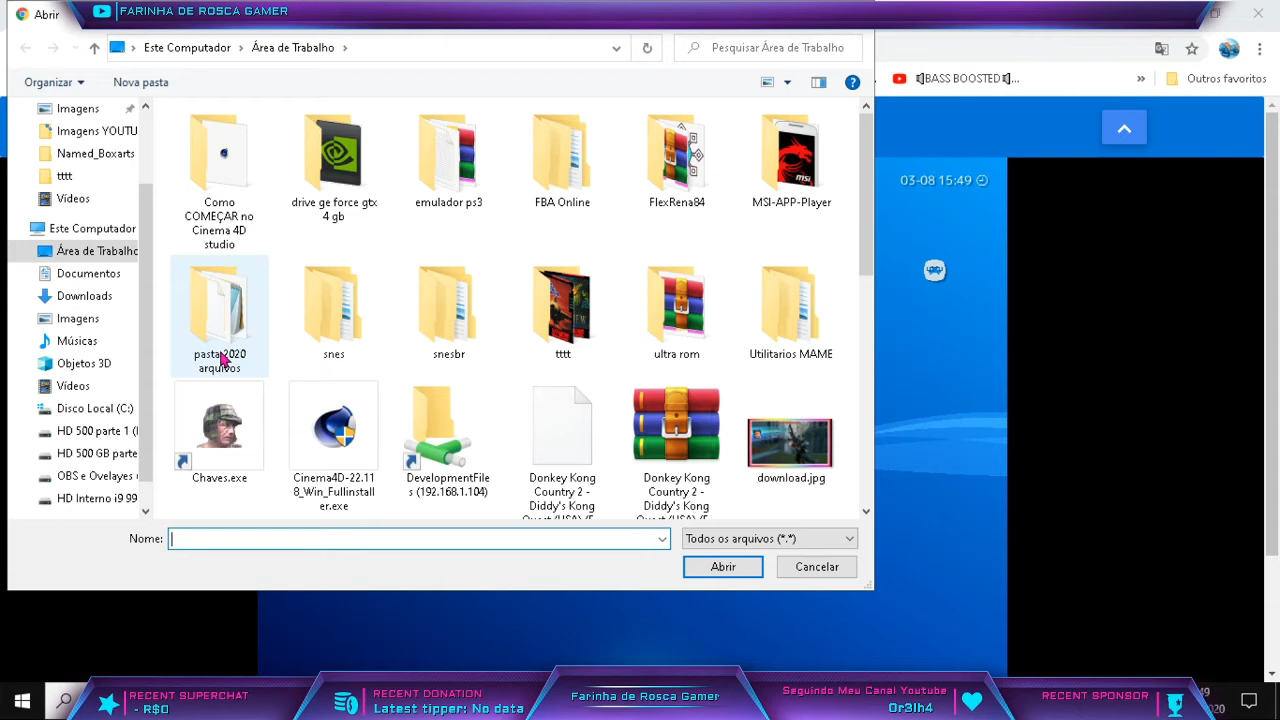 Abrir
FARINHA DE ROSCA GAMER
Este Computador
Área de Trabalho
Pesquisar Área de Trabalho
BASS BOOSTED
...
»
Outros favoritos
Organizar
Nova pasta
Imagens
Imagens YOUTU
Named_Boxarts
tttt
Vídeos
Este Computador
Área de Trabalho
Documentos
Downloads
Imagens
Músicas
Objetos 3D
Vídeos
Disco Local (C:)
HD 500 parte 1 (
HD 500 GB parte
OBS e Ovelayes
HD Interno i9 99
Como
COMEÇAR no
Cinema 4D
studio
drive ge force gtx
4 gb
emulador ps3
FBA Online
FlexRena84
MSI-APP-Player
pasta 2020
arquivos
snes
snesbr
tttt
ultra rom
Utilitarios MAME
Chaves.exe
Cinema4D-22.11
8_Win_Fullinstall
er.exe
DevelopmentFile
s (192.168.1.104)
Donkey Kong
Country 2 -
Diddy's Kong
Donkey Kong
Country 2 -
Diddy's Kong
download.jpg
03-08 15:49
Nome:
Todos os arquivos (*.*)
Abrir
Cancelar
RECENT SUPERCHAT
- R$0
RECENT DONATION
Latest tipper: No data
Farinha de Rosca Gamer
Seguindo Meu Canal Youtube
0r3lh4
RECENT SPONSOR